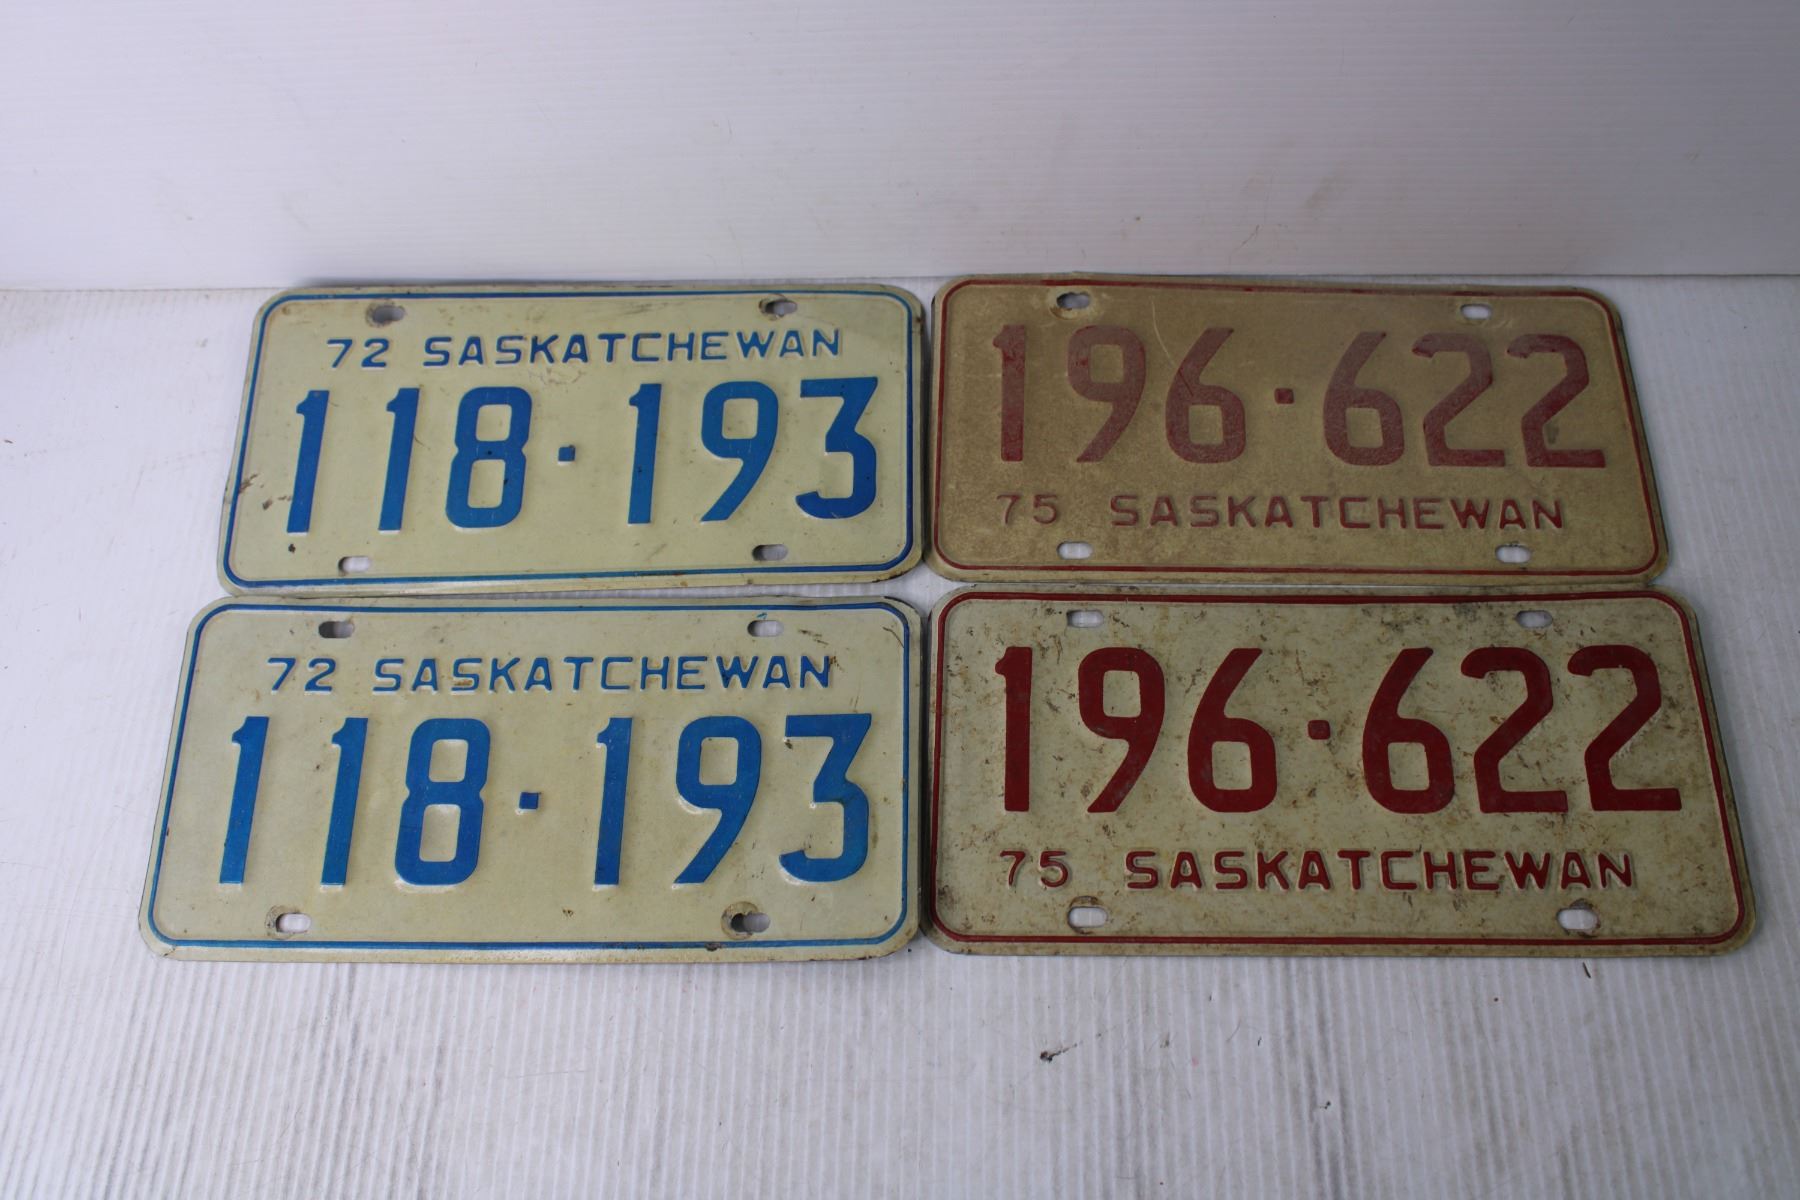 72 SASKATCHEWAN
118·193
196·622
75 SASKATCHEWAN
72 SASKATCHEWAN
118·193
196·622
75 SASKATCHEWAN